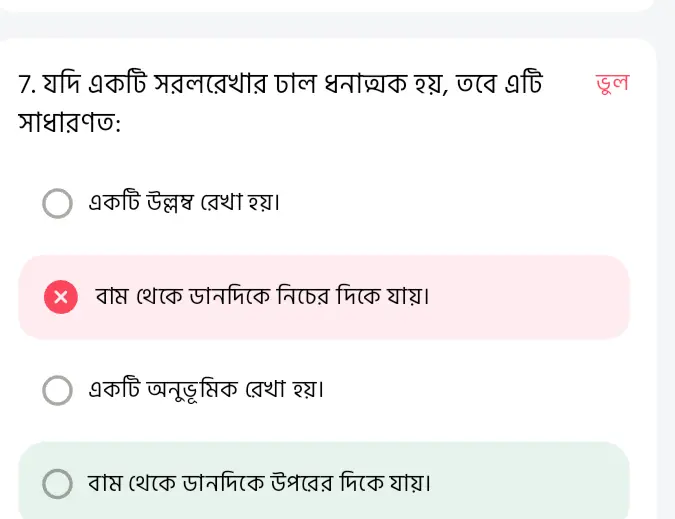 7. যদি একটি সরলরেখার ঢাল ধনাত্মক হয়, তবে এটি
ভুল
সাধারণত:
একটি উল্লম্ব রেখা হয়।
বাম থেকে ডানদিকে নিচের দিকে যায়।
একটি অনুভূমিক রেখা হয়।
বাম থেকে ডানদিকে উপরের দিকে যায়।